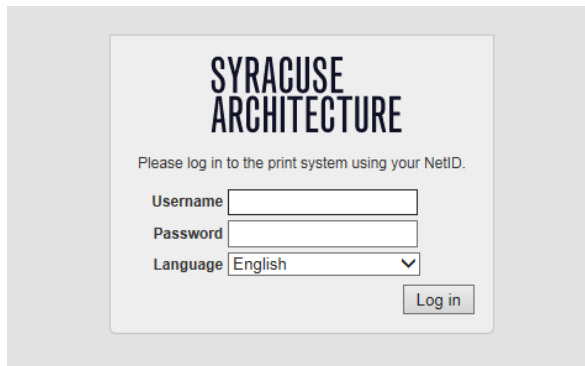 SYRACUSE
ARCHITECTURE
Please log in to the print system using your NetID.
Username
Password
Language English
Log in